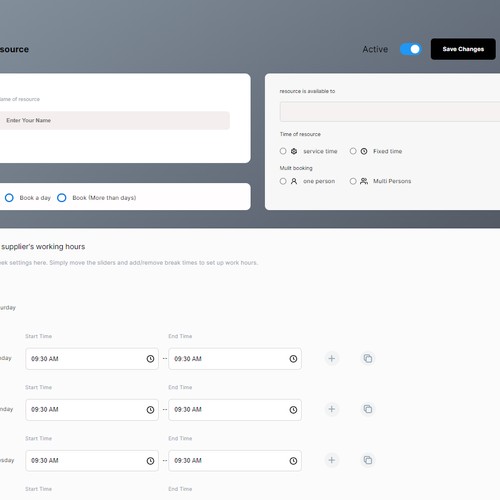 source
Active
Save Changes
ame of resource
Enter Your Name
resource is available to
Time of resource
service time
Fixed time
Mulit booking
one person
Multi Persons
Book a day
Book (More than days)
supplier's working hours
ek settings here. Simply move the sliders and add/remove break times to set up work hours.
urday
Start Time
End Time
nday
09:30 AM
--
09:30 AM
Start Time
End Time
nday
09:30 AM
--
09:30 AM
Start Time
End Time
sday
09:30 AM
--
09:30 AM
Start Time
End Time